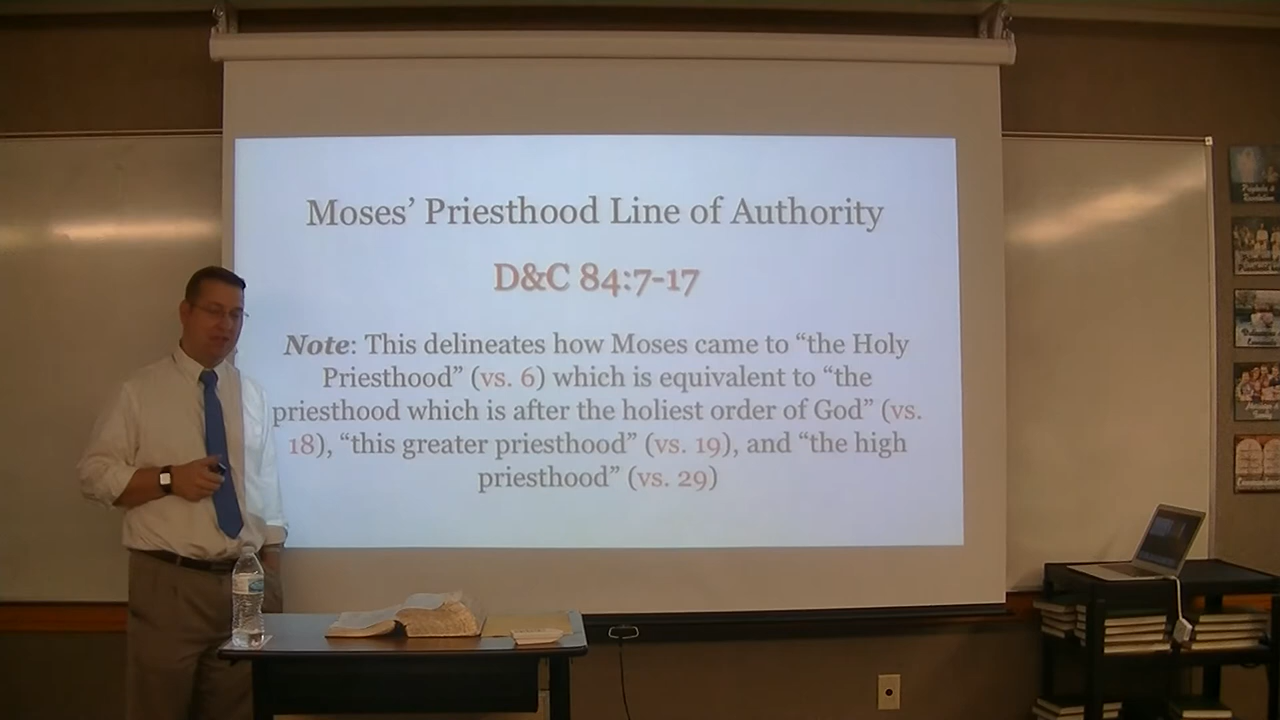 Moses’ Priesthood Line of Authority
D&C 84:7-17
Note: This delineates how Moses came to “the Holy
Priesthood” (vs. 6) which is equivalent to “the
priesthood which is after the holiest order of God” (vs.
18), “this greater priesthood” (vs. 19), and “the high
priesthood” (vs. 29)